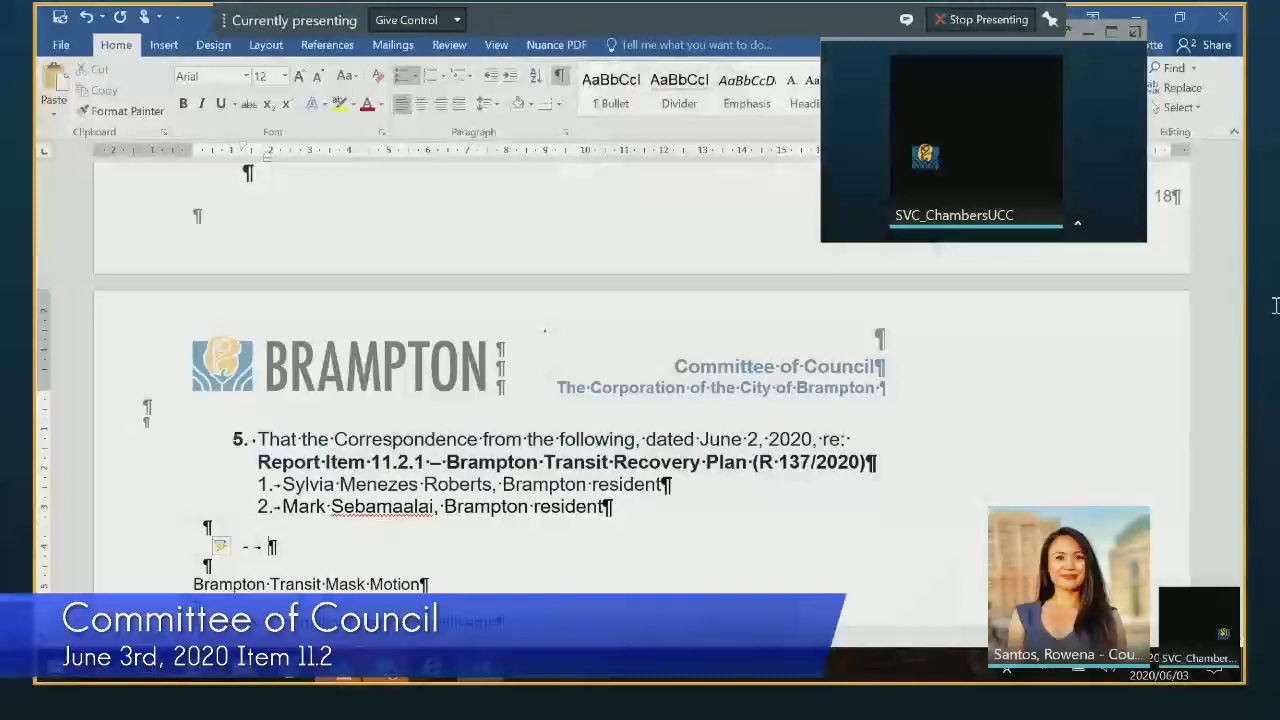 Currently presenting
Give Control
Stop Presenting
File Home Insert Design Layout References Mailings Review View Nuance PDF Tell me what you want to do... Share
Cut
Copy
Paste
Format Painter
Clipboard
Arial 12
Font
Paragraph
AaBbCcI AaBbCcI AaBbCcD
¶ Bullet Divider Emphasis Headi
Find
Replace
Select
Editing
SVC_ChambersUCC
18¶
BRAMPTON
Committee of Council¶
The Corporation of the City of Brampton ¶
5. That the Correspondence from the following, dated June 2, 2020, re:
Report Item 11.2.1 – Brampton Transit Recovery Plan (R 137/2020)¶
1. Sylvia Menezes Roberts, Brampton resident¶
2. Mark Sebamaalai, Brampton resident¶
Brampton Transit Mask Motion¶
Committee of Council
June 3rd, 2020 Item 11.2
Santos, Rowena - Cou...
SVC_Chamber...
2020/06/03